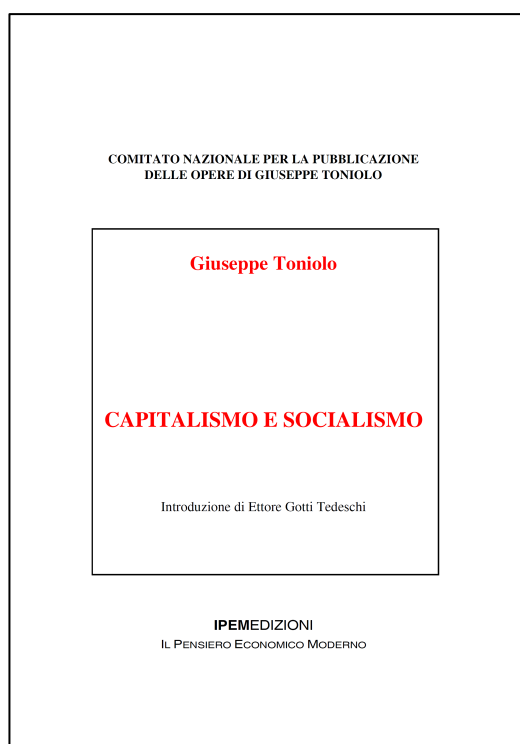 COMITATO NAZIONALE PER LA PUBBLICAZIONE
DELLE OPERE DI GIUSEPPE TONIOLO
Giuseppe Toniolo
CAPITALISMO E SOCIALISMO
Introduzione di Ettore Gotti Tedeschi
IPEMEDIZIONI
IL PENSIERO ECONOMICO MODERNO